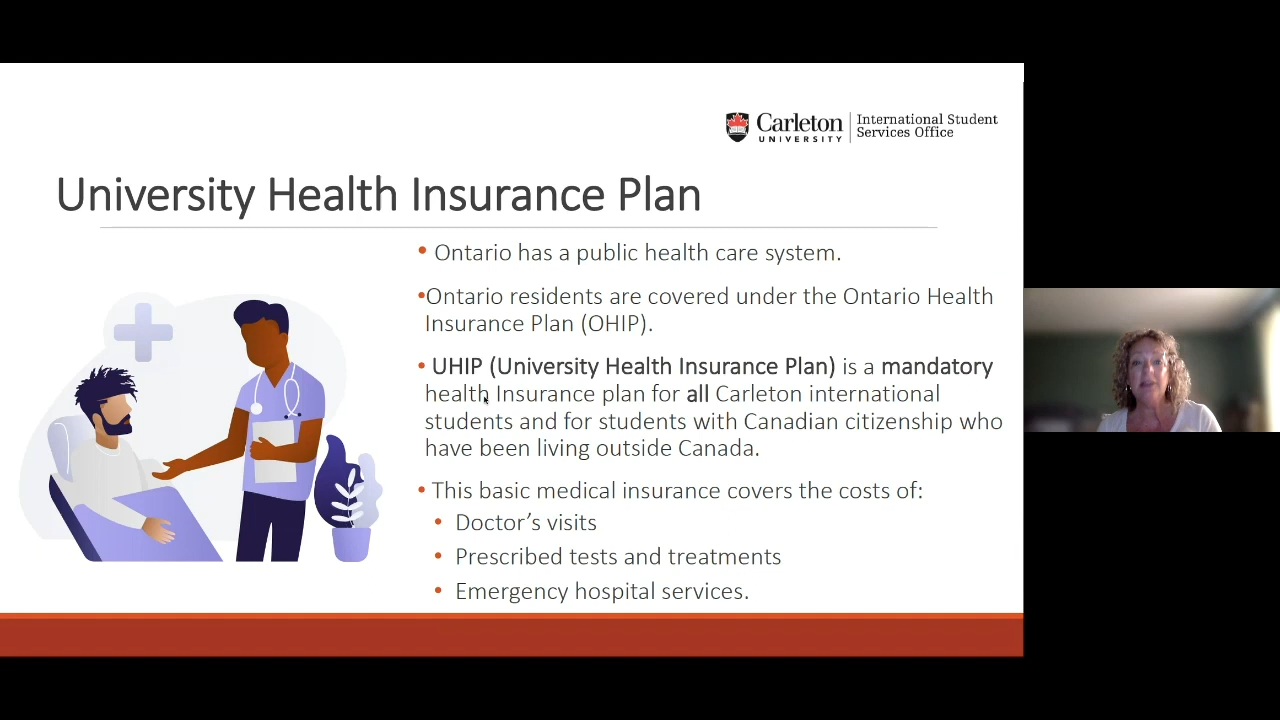 Carleton
UNIVERSITY
International Student
Services Office
University Health Insurance Plan
• Ontario has a public health care system.
•Ontario residents are covered under the Ontario Health
Insurance Plan (OHIP).
• UHIP (University Health Insurance Plan) is a mandatory
health Insurance plan for all Carleton international
students and for students with Canadian citizenship who
have been living outside Canada.
• This basic medical insurance covers the costs of:
• Doctor’s visits
• Prescribed tests and treatments
• Emergency hospital services.